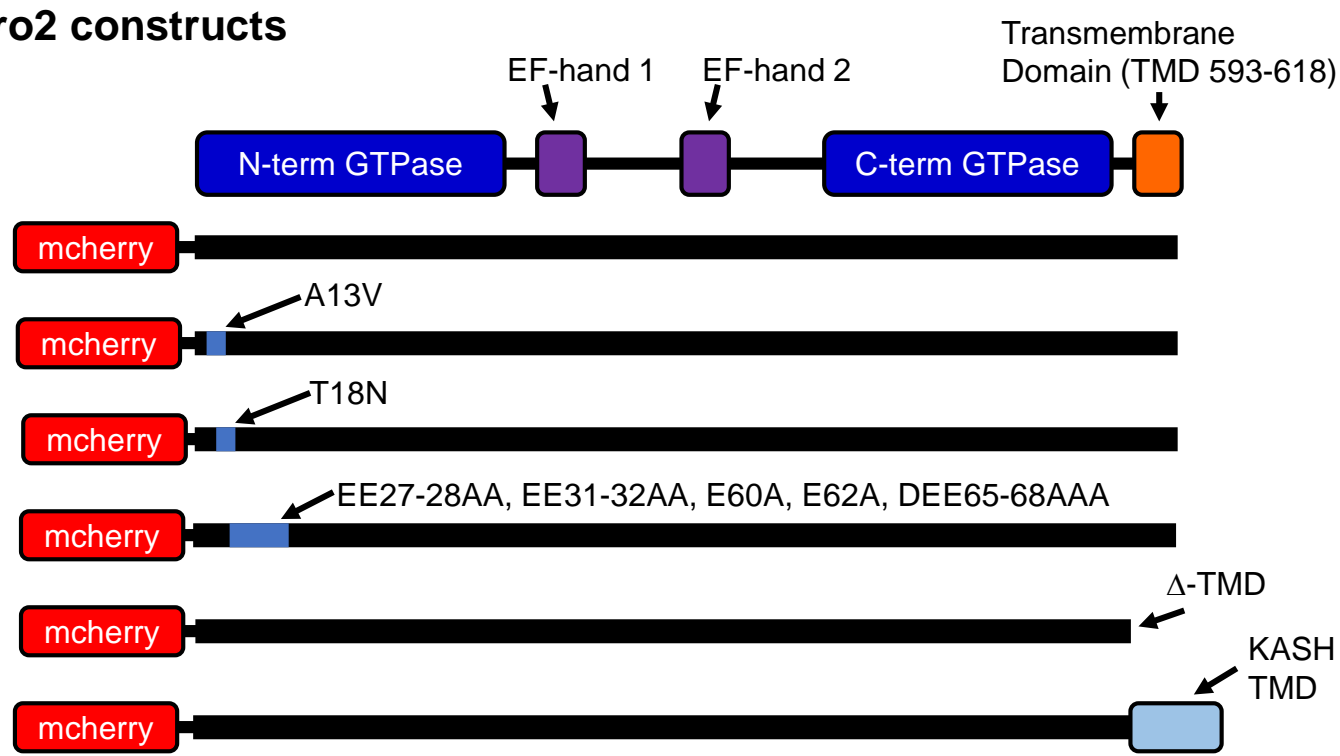 ro2 constructs
Transmembrane
Domain (TMD 593-618)
EF-hand 1
EF-hand 2
N-term GTPase
C-term GTPase
mcherry
A13V
mcherry
T18N
mcherry
EE27-28AA, EE31-32AA, E60A, E62A, DEE65-68AAA
mcherry
Δ-TMD
mcherry
KASH
TMD
mcherry